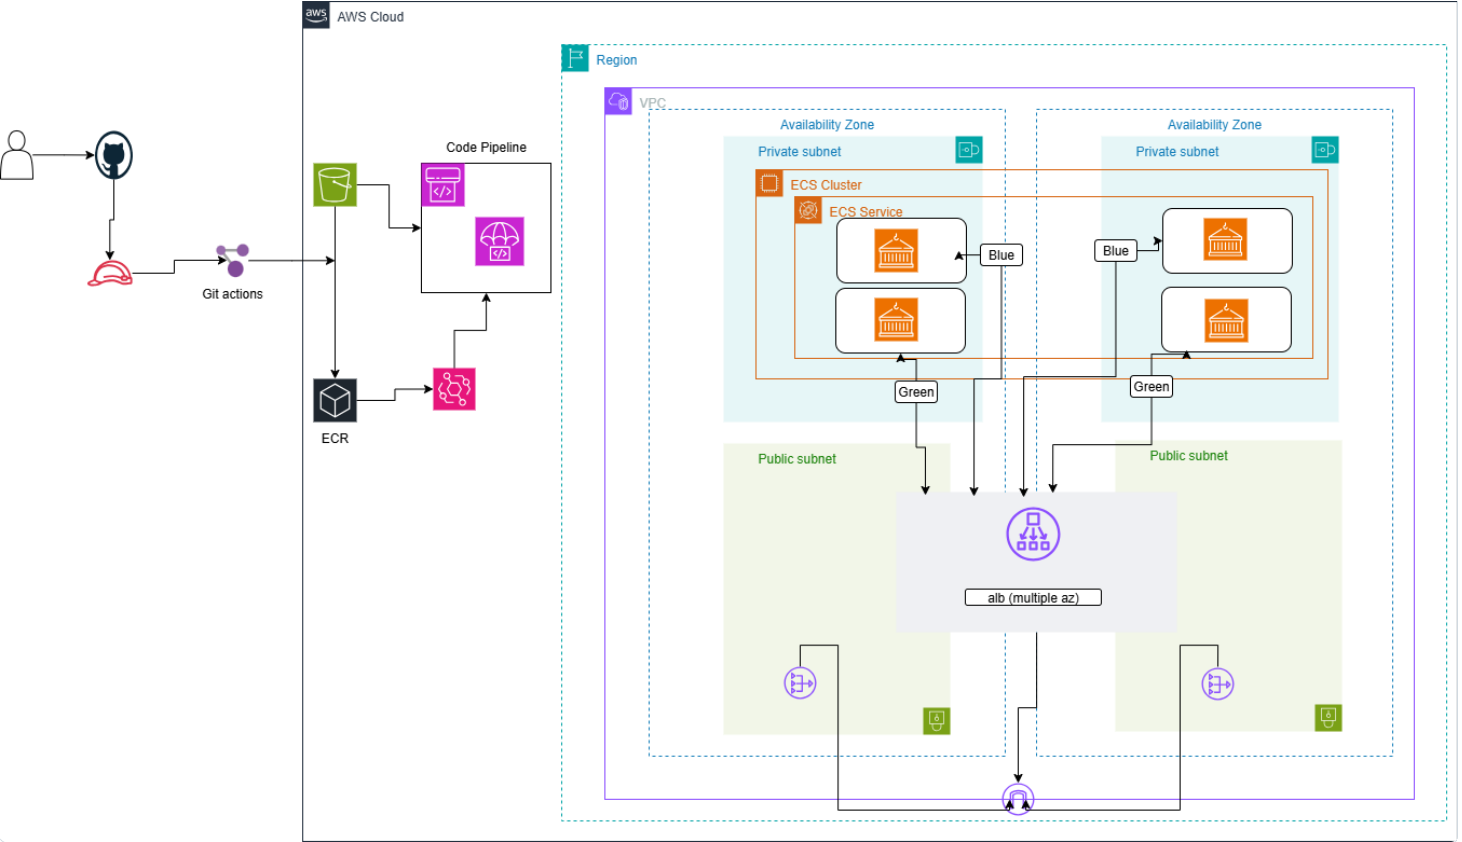 aws
AWS Cloud
Region
VPC
Availability Zone
Availability Zone
Private subnet
Private subnet
Code Pipeline
ECS Cluster
ECS Service
Blue
Blue
Git actions
Green
Green
ECR
Public subnet
Public subnet
alb (multiple az)